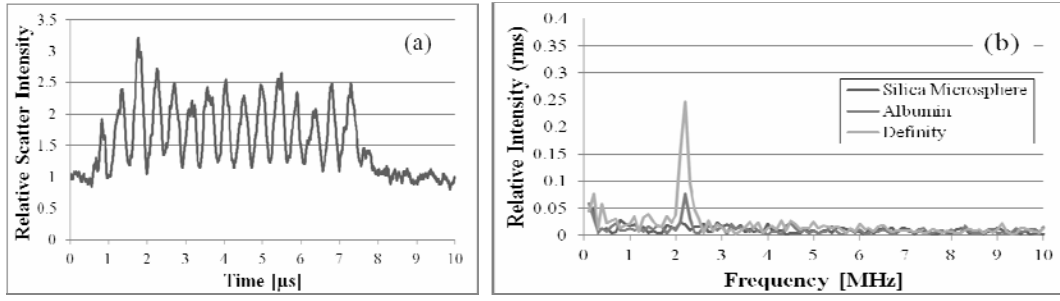 (a)
Relative Scatter Intensity
3.5
3
2.5
2
1.5
1
0.5
0
0 1 2 3 4 5 6 7 8 9 10
Time [µs]
(b)
Relative Intensity (rms)
0.4
0.35
0.3
0.25
0.2
0.15
0.1
0.05
0
Silica Microsphere
Albumin
Definity
0 1 2 3 4 5 6 7 8 9 10
Frequency [MHz]